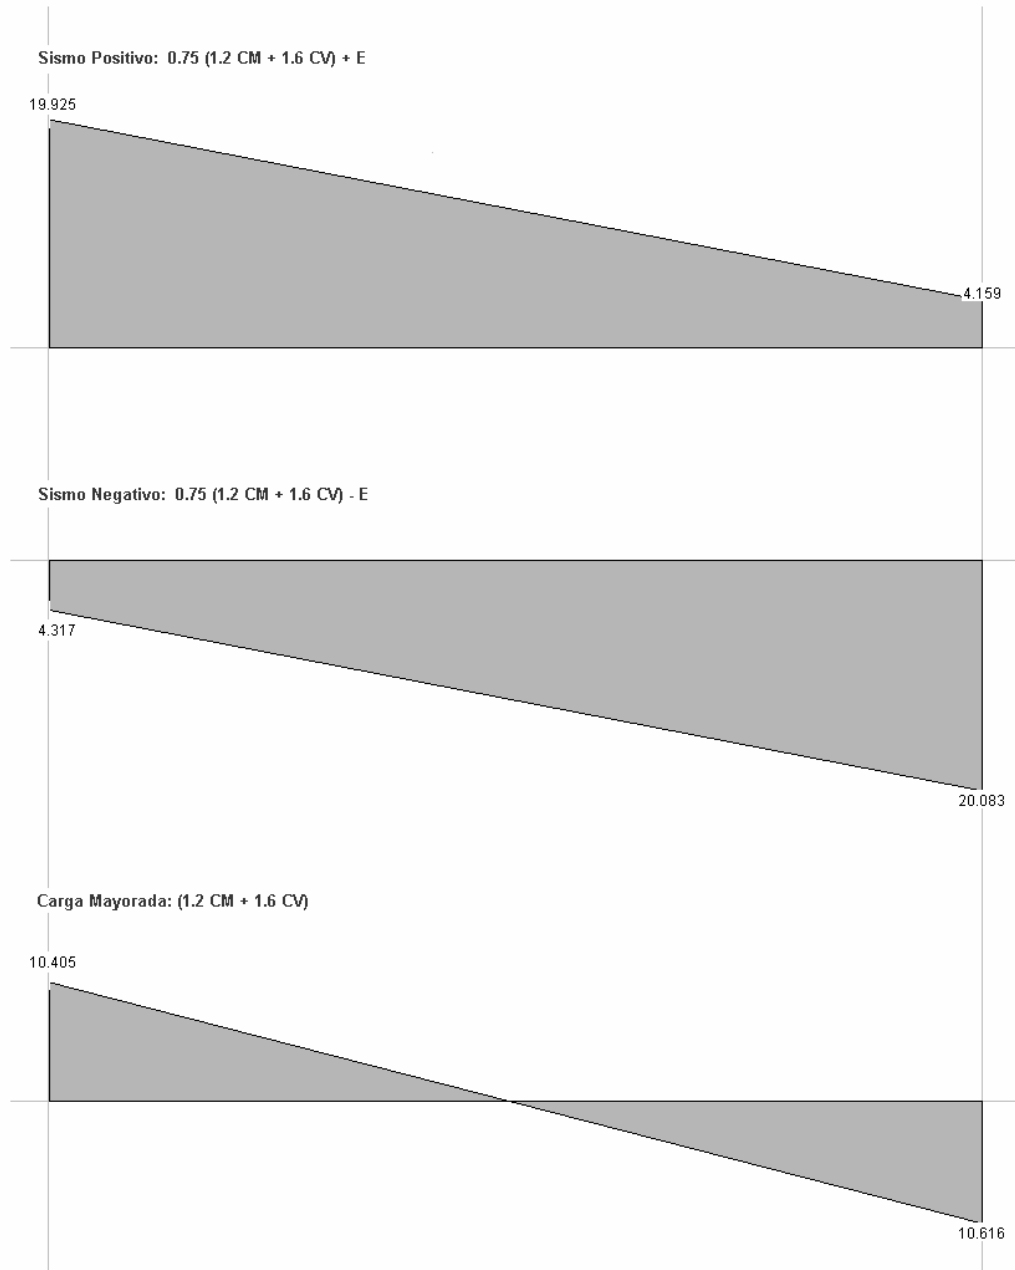 Sismo Positivo: 0.75 (1.2 CM + 1.6 CV) + E
19.925
4.159
Sismo Negativo: 0.75 (1.2 CM + 1.6 CV) - E
4.317
20.083
Carga Mayorada: (1.2 CM + 1.6 CV)
10.405
10.616